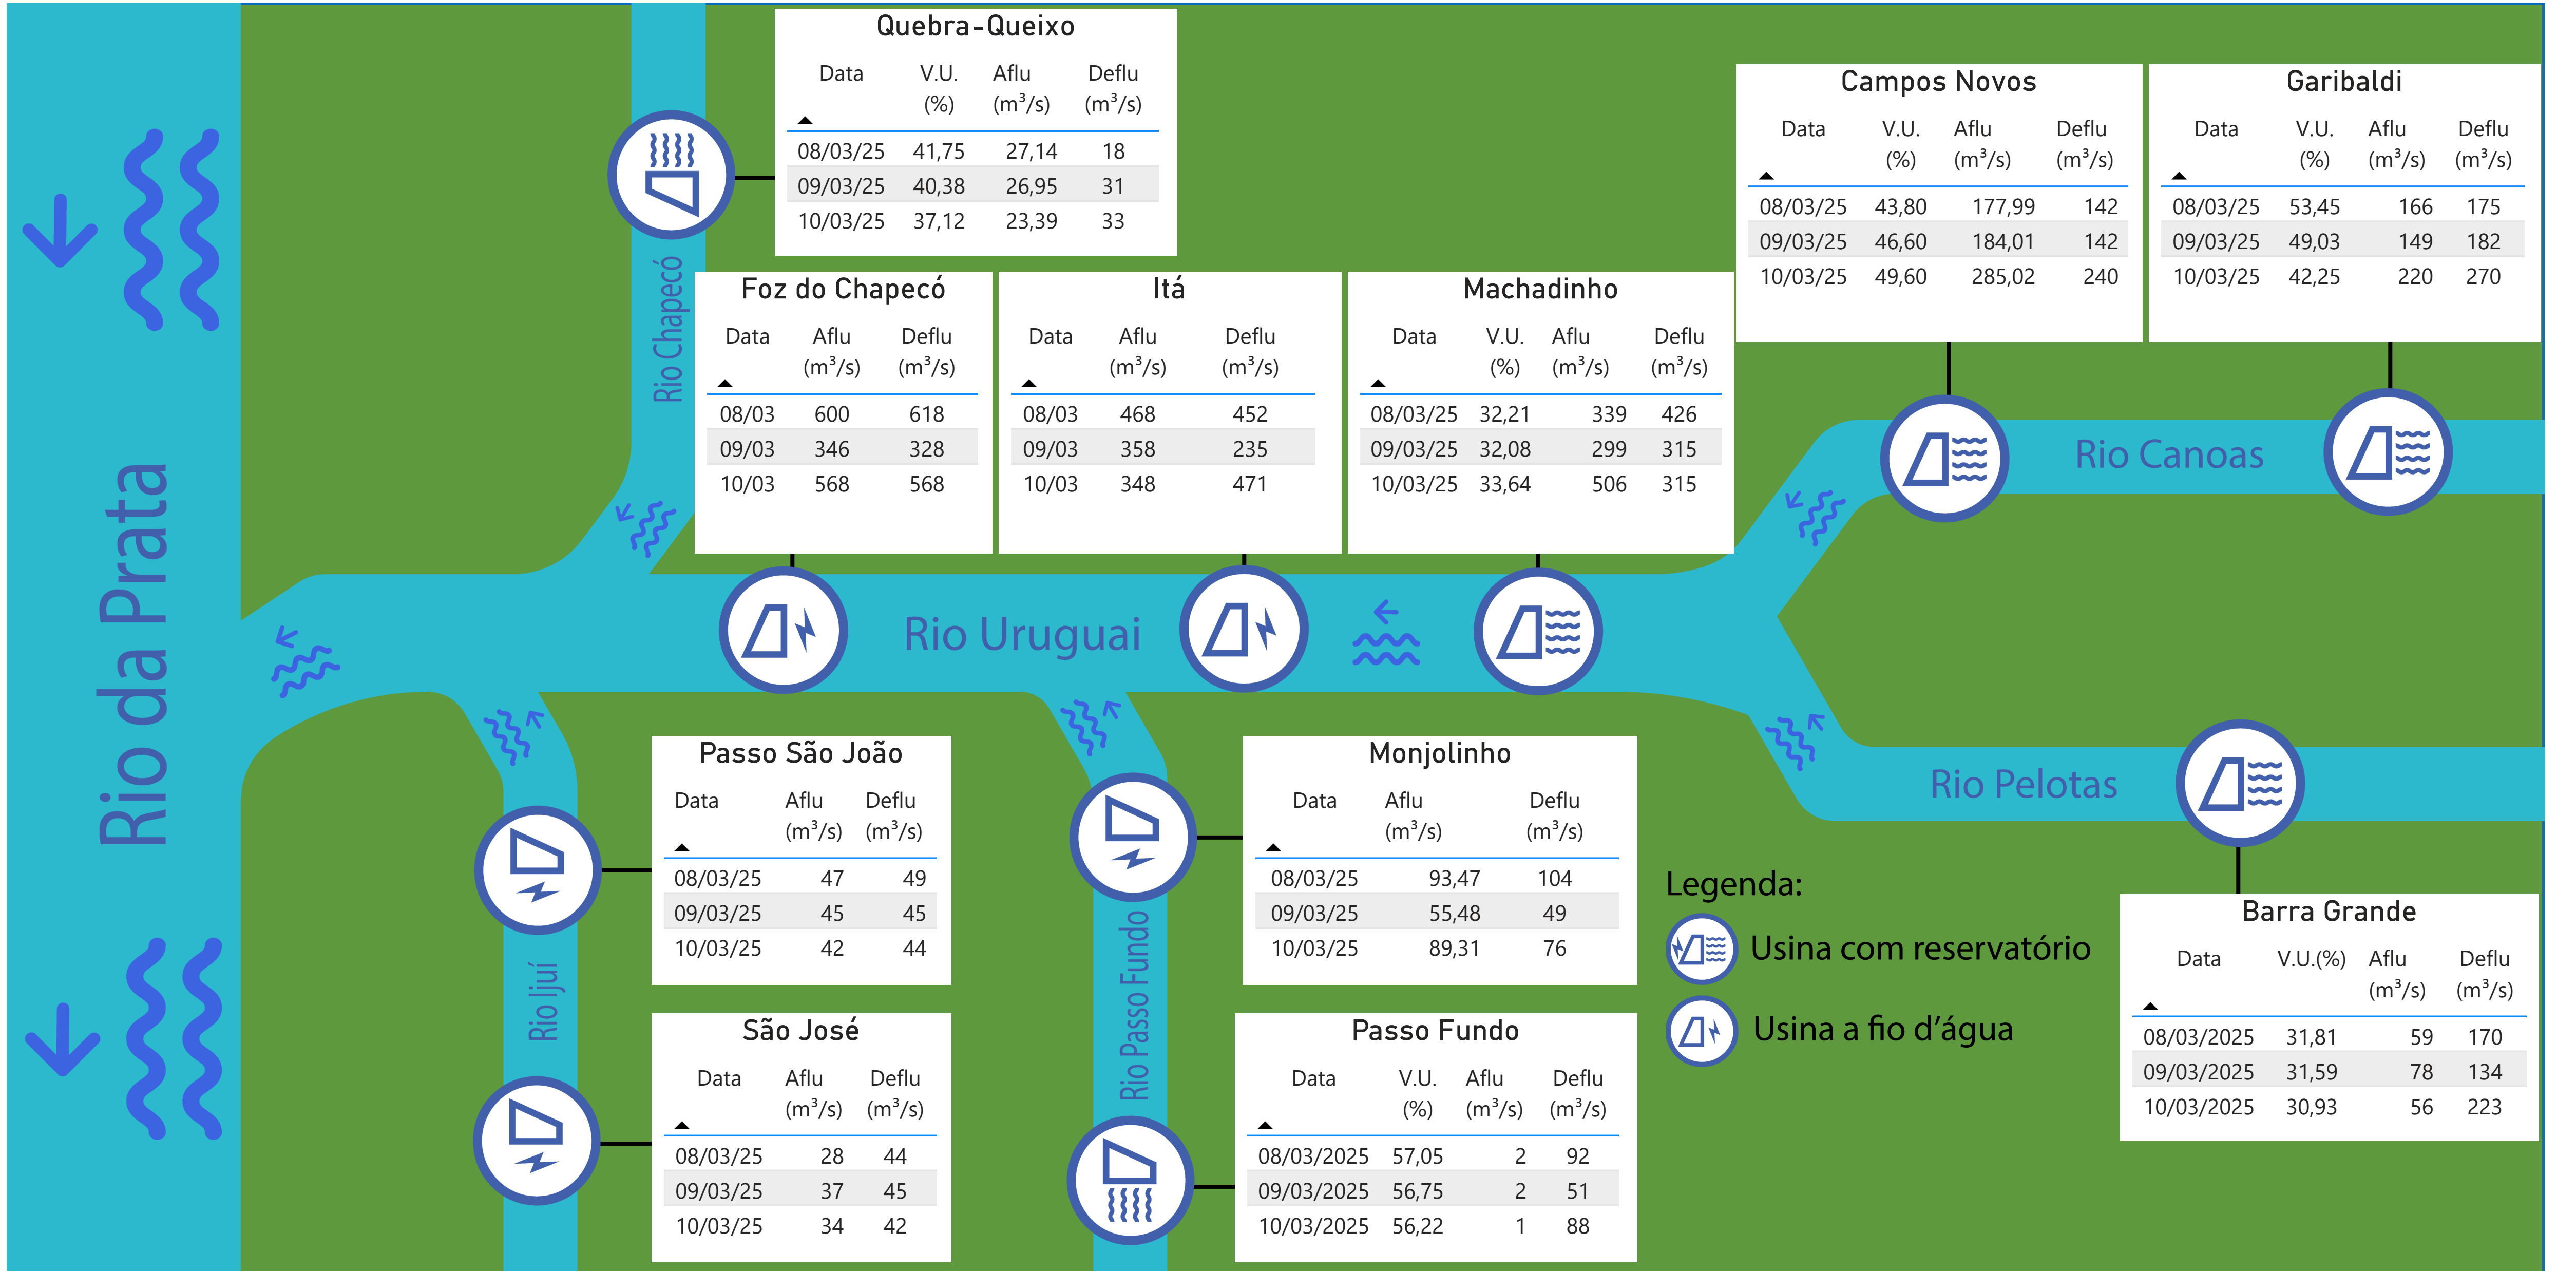 Quebra-Queixo
Data V.U. (%) Aflu (m³/s) Deflu (m³/s)
08/03/25 41,75 27,14 18
09/03/25 40,38 26,95 31
10/03/25 37,12 23,39 33
Campos Novos
Data V.U. (%) Aflu (m³/s) Deflu (m³/s)
08/03/25 43,80 177,99 142
09/03/25 46,60 184,01 142
10/03/25 49,60 285,02 240
Garibaldi
Data V.U. (%) Aflu (m³/s) Deflu (m³/s)
08/03/25 53,45 166 175
09/03/25 49,03 149 182
10/03/25 42,25 220 270
Rio Chapecó
Foz do Chapecó
Data Aflu (m³/s) Deflu (m³/s)
08/03 600 618
09/03 346 328
10/03 568 568
Itá
Data Aflu (m³/s) Deflu (m³/s)
08/03 468 452
09/03 358 235
10/03 348 471
Machadinho
Data V.U. (%) Aflu (m³/s) Deflu (m³/s)
08/03/25 32,21 339 426
09/03/25 32,08 299 315
10/03/25 33,64 506 315
Rio Canoas
Rio da Prata
Rio Uruguai
Rio Pelotas
Passo São João
Data Aflu (m³/s) Deflu (m³/s)
08/03/25 47 49
09/03/25 45 45
10/03/25 42 44
Monjolinho
Data Aflu (m³/s) Deflu (m³/s)
08/03/25 93,47 104
09/03/25 55,48 49
10/03/25 89,31 76
Legenda:
Usina com reservatório
Usina a fio d’água
Barra Grande
Data V.U.(%) Aflu (m³/s) Deflu (m³/s)
08/03/2025 31,81 59 170
09/03/2025 31,59 78 134
10/03/2025 30,93 56 223
Rio Ijuí
Rio Passo Fundo
São José
Data Aflu (m³/s) Deflu (m³/s)
08/03/25 28 44
09/03/25 37 45
10/03/25 34 42
Passo Fundo
Data V.U. (%) Aflu (m³/s) Deflu (m³/s)
08/03/2025 57,05 2 92
09/03/2025 56,75 2 51
10/03/2025 56,22 1 88